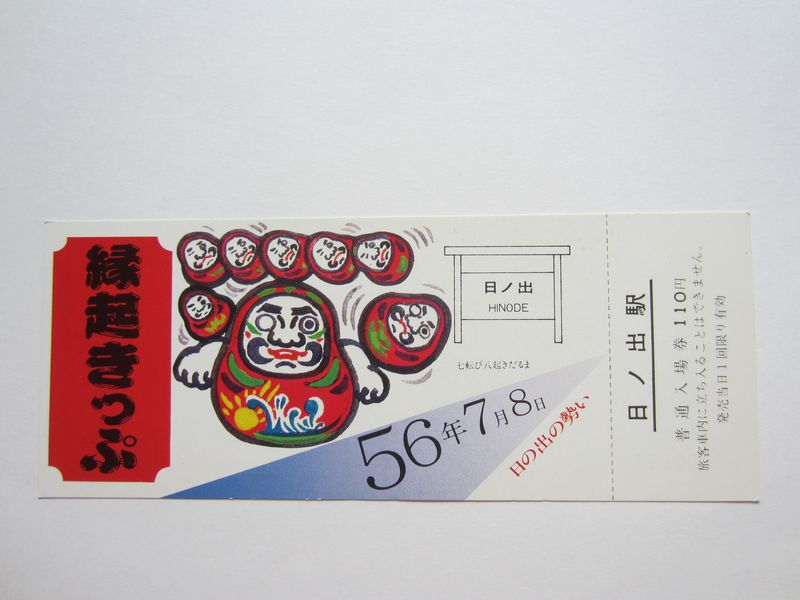 縁起きっぷ
日ノ出
HINODE
七転び八起きだるま
56年7月8日
日の出の勢い
日ノ出駅
普通入場券 110円
旅客車内に立ち入ることはできません。
発売当日1回限り有効